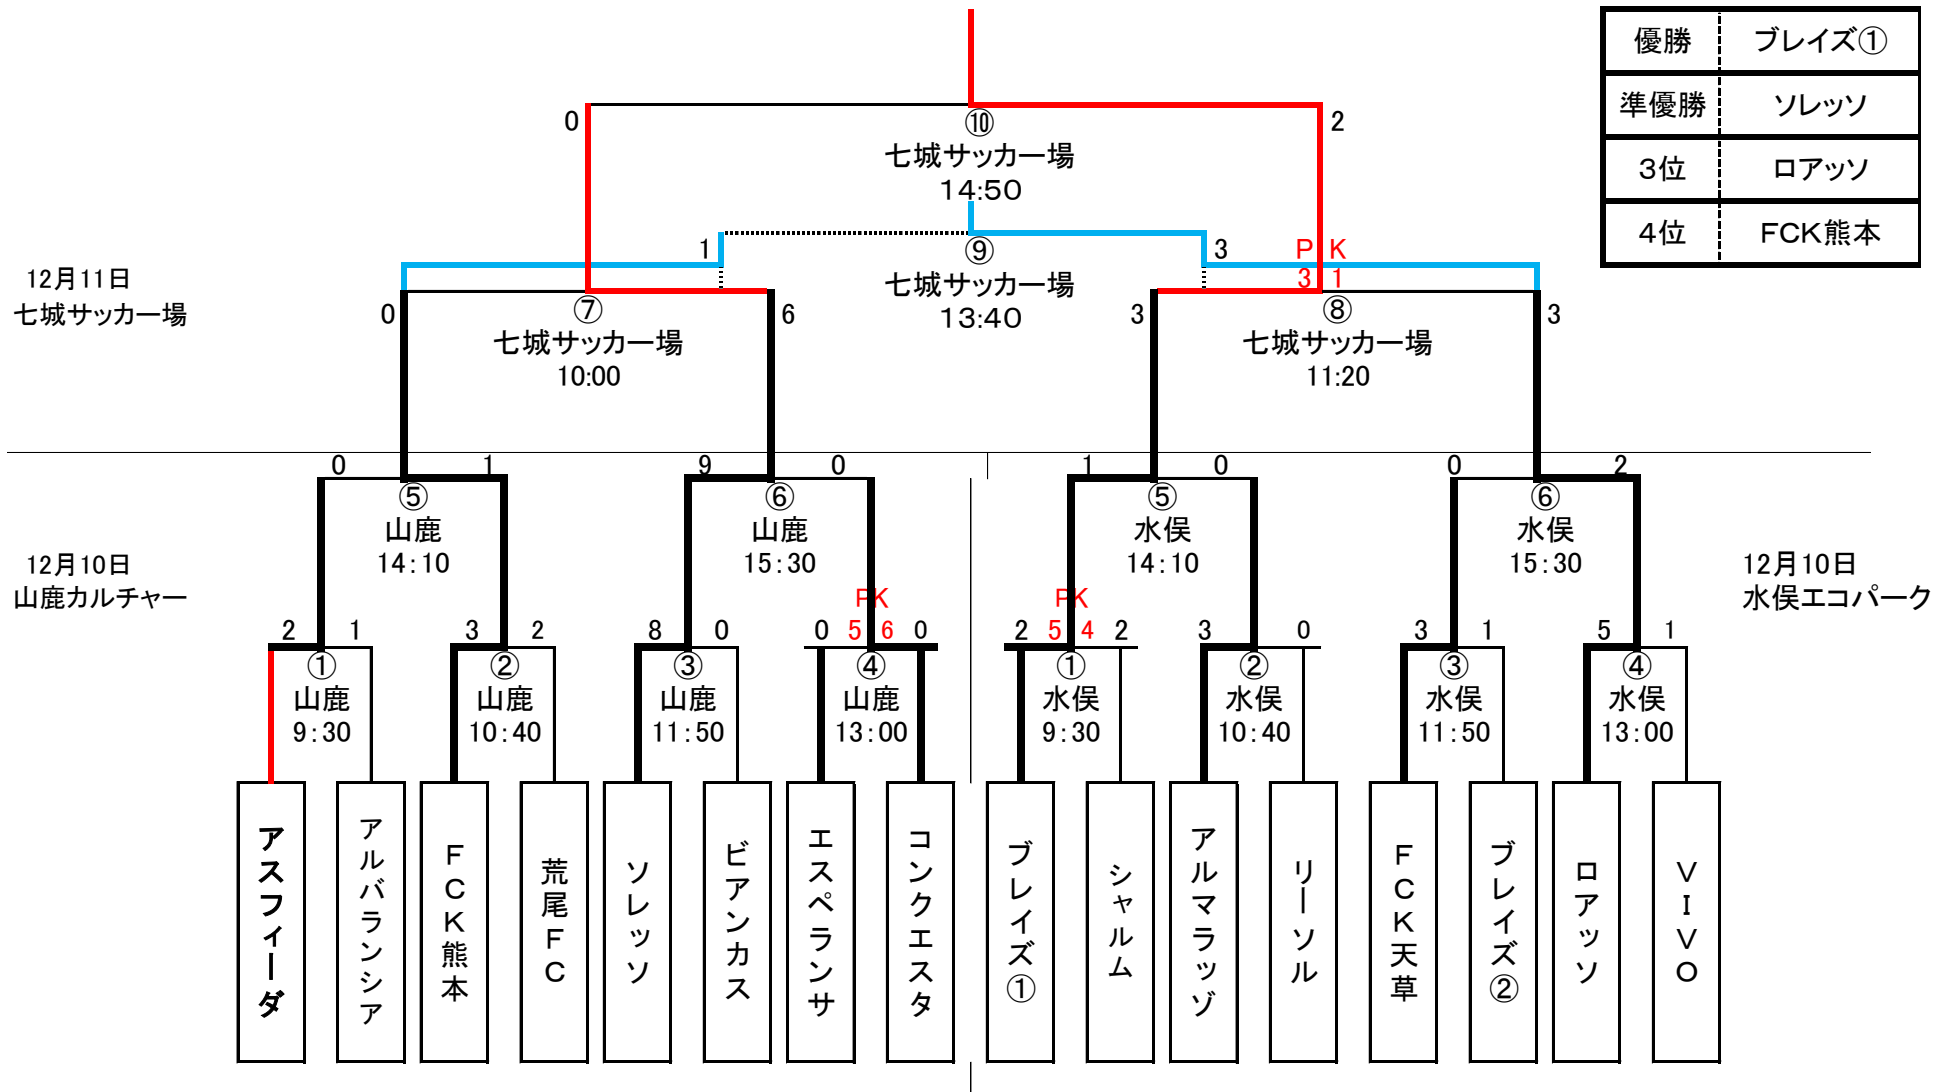 優勝 ブレイズ①
準優勝 ソレッソ
3位 ロアッソ
4位 FCK熊本
0 ⑩ 2
七城サッカー場
14:50
1 ⑨ 3 PK
七城サッカー場 3 1
13:40
12月11日
七城サッカー場
0 ⑦ 6 3 ⑧ 3
七城サッカー場 七城サッカー場
10:00 11:20
0 1 9 0 1 0 0 2
⑤ ⑥ ⑤ ⑥
山鹿 山鹿 水俣 水俣
14:10 15:30 14:10 15:30
12月10日
山鹿カルチャー
12月10日
水俣エコパーク
PK PK
2 1 3 2 8 0 0 5 6 0 2 5 4 2 3 0 3 1 5 1
① ② ③ ④ ① ② ③ ④
山鹿 山鹿 山鹿 山鹿 水俣 水俣 水俣 水俣
9:30 10:40 11:50 13:00 9:30 10:40 11:50 13:00
アスフィーダ
アルバランシア
FCK熊本
荒尾FC
ソレッソ
ビアンカス
エスペランサ
コンクエスタ
ブレイズ①
シャルム
アルマラッゾ
リーソル
FCK天草
ブレイズ②
ロアッソ
VIVO